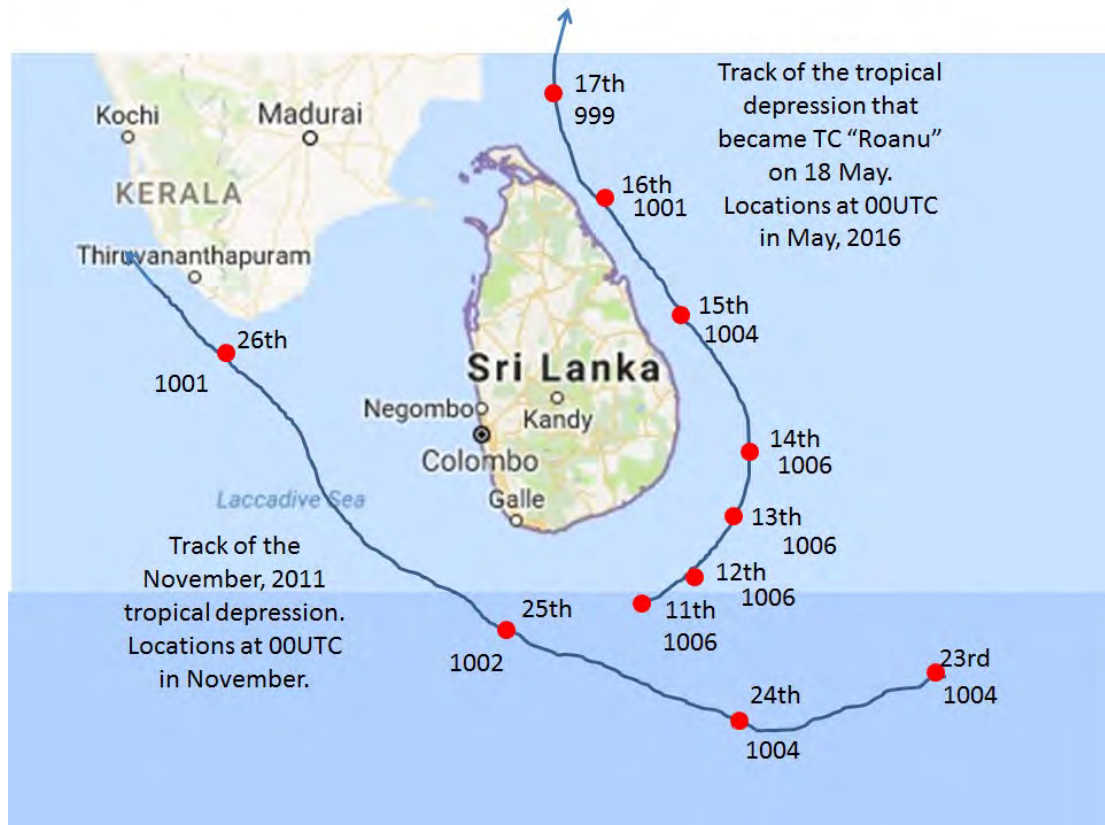 17th
999
Track of the tropical
depression that
became TC “Roanu”
on 18 May.
Locations at 00UTC
in May, 2016
Kochi
Madurai
KERALA
16th
1001
Thiruvananthapuram
15th
1004
26th
1001
Sri Lanka
Negombo
Kandy
Colombo
14th
1006
Laccadive Sea
Galle
13th
1006
Track of the
November, 2011
tropical depression.
Locations at 00UTC
in November.
12th
1006
11th
1006
25th
1002
23rd
1004
24th
1004